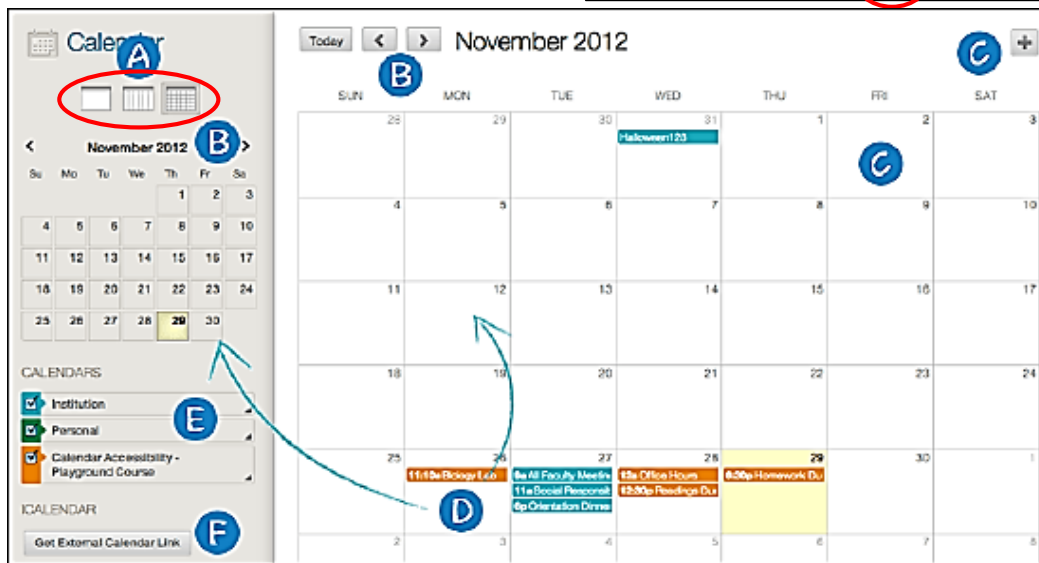 Calendar
A
B
November 2012
Su Mo Tu We Th Fr Sa
1 2 3
4 5 6 7 8 9 10
11 12 13 14 15 16 17
18 19 20 21 22 23 24
25 26 27 28 29 30
CALENDARS
Institution
Personal
E
Calendar Accessibility -
Playground Course
ICALENDAR
Get External Calendar Link
F
Today < > November 2012
B
C
SUN MON TUE WED THU FRI SAT
28 29 30 31 1 2 3
Halloween123
C
4 5 6 7 8 9 10
11 12 13 14 15 16 17
18 19 20 21 22 23 24
25 26 27 28 29 30 1
11:10a Biology Lab 9a All Faculty Meetin 10a Office Hours 6:30p Homework Du
11a Social Responsit 12:30p Readings Du
6p Orientation Dinne
D
2 3 4 5 6 7 8